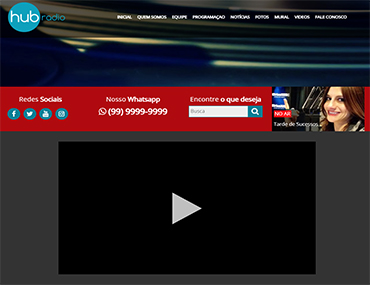 hub radio
INICIAL QUEM SOMOS EQUIPE PROGRAMAÇÃO NOTÍCIAS FOTOS MURAL VIDEOS FALE CONOSCO
Redes Sociais
Nosso Whatsapp
(99) 9999-9999
Encontre o que deseja
Busca
NO AR
Tarde de Sucessos...